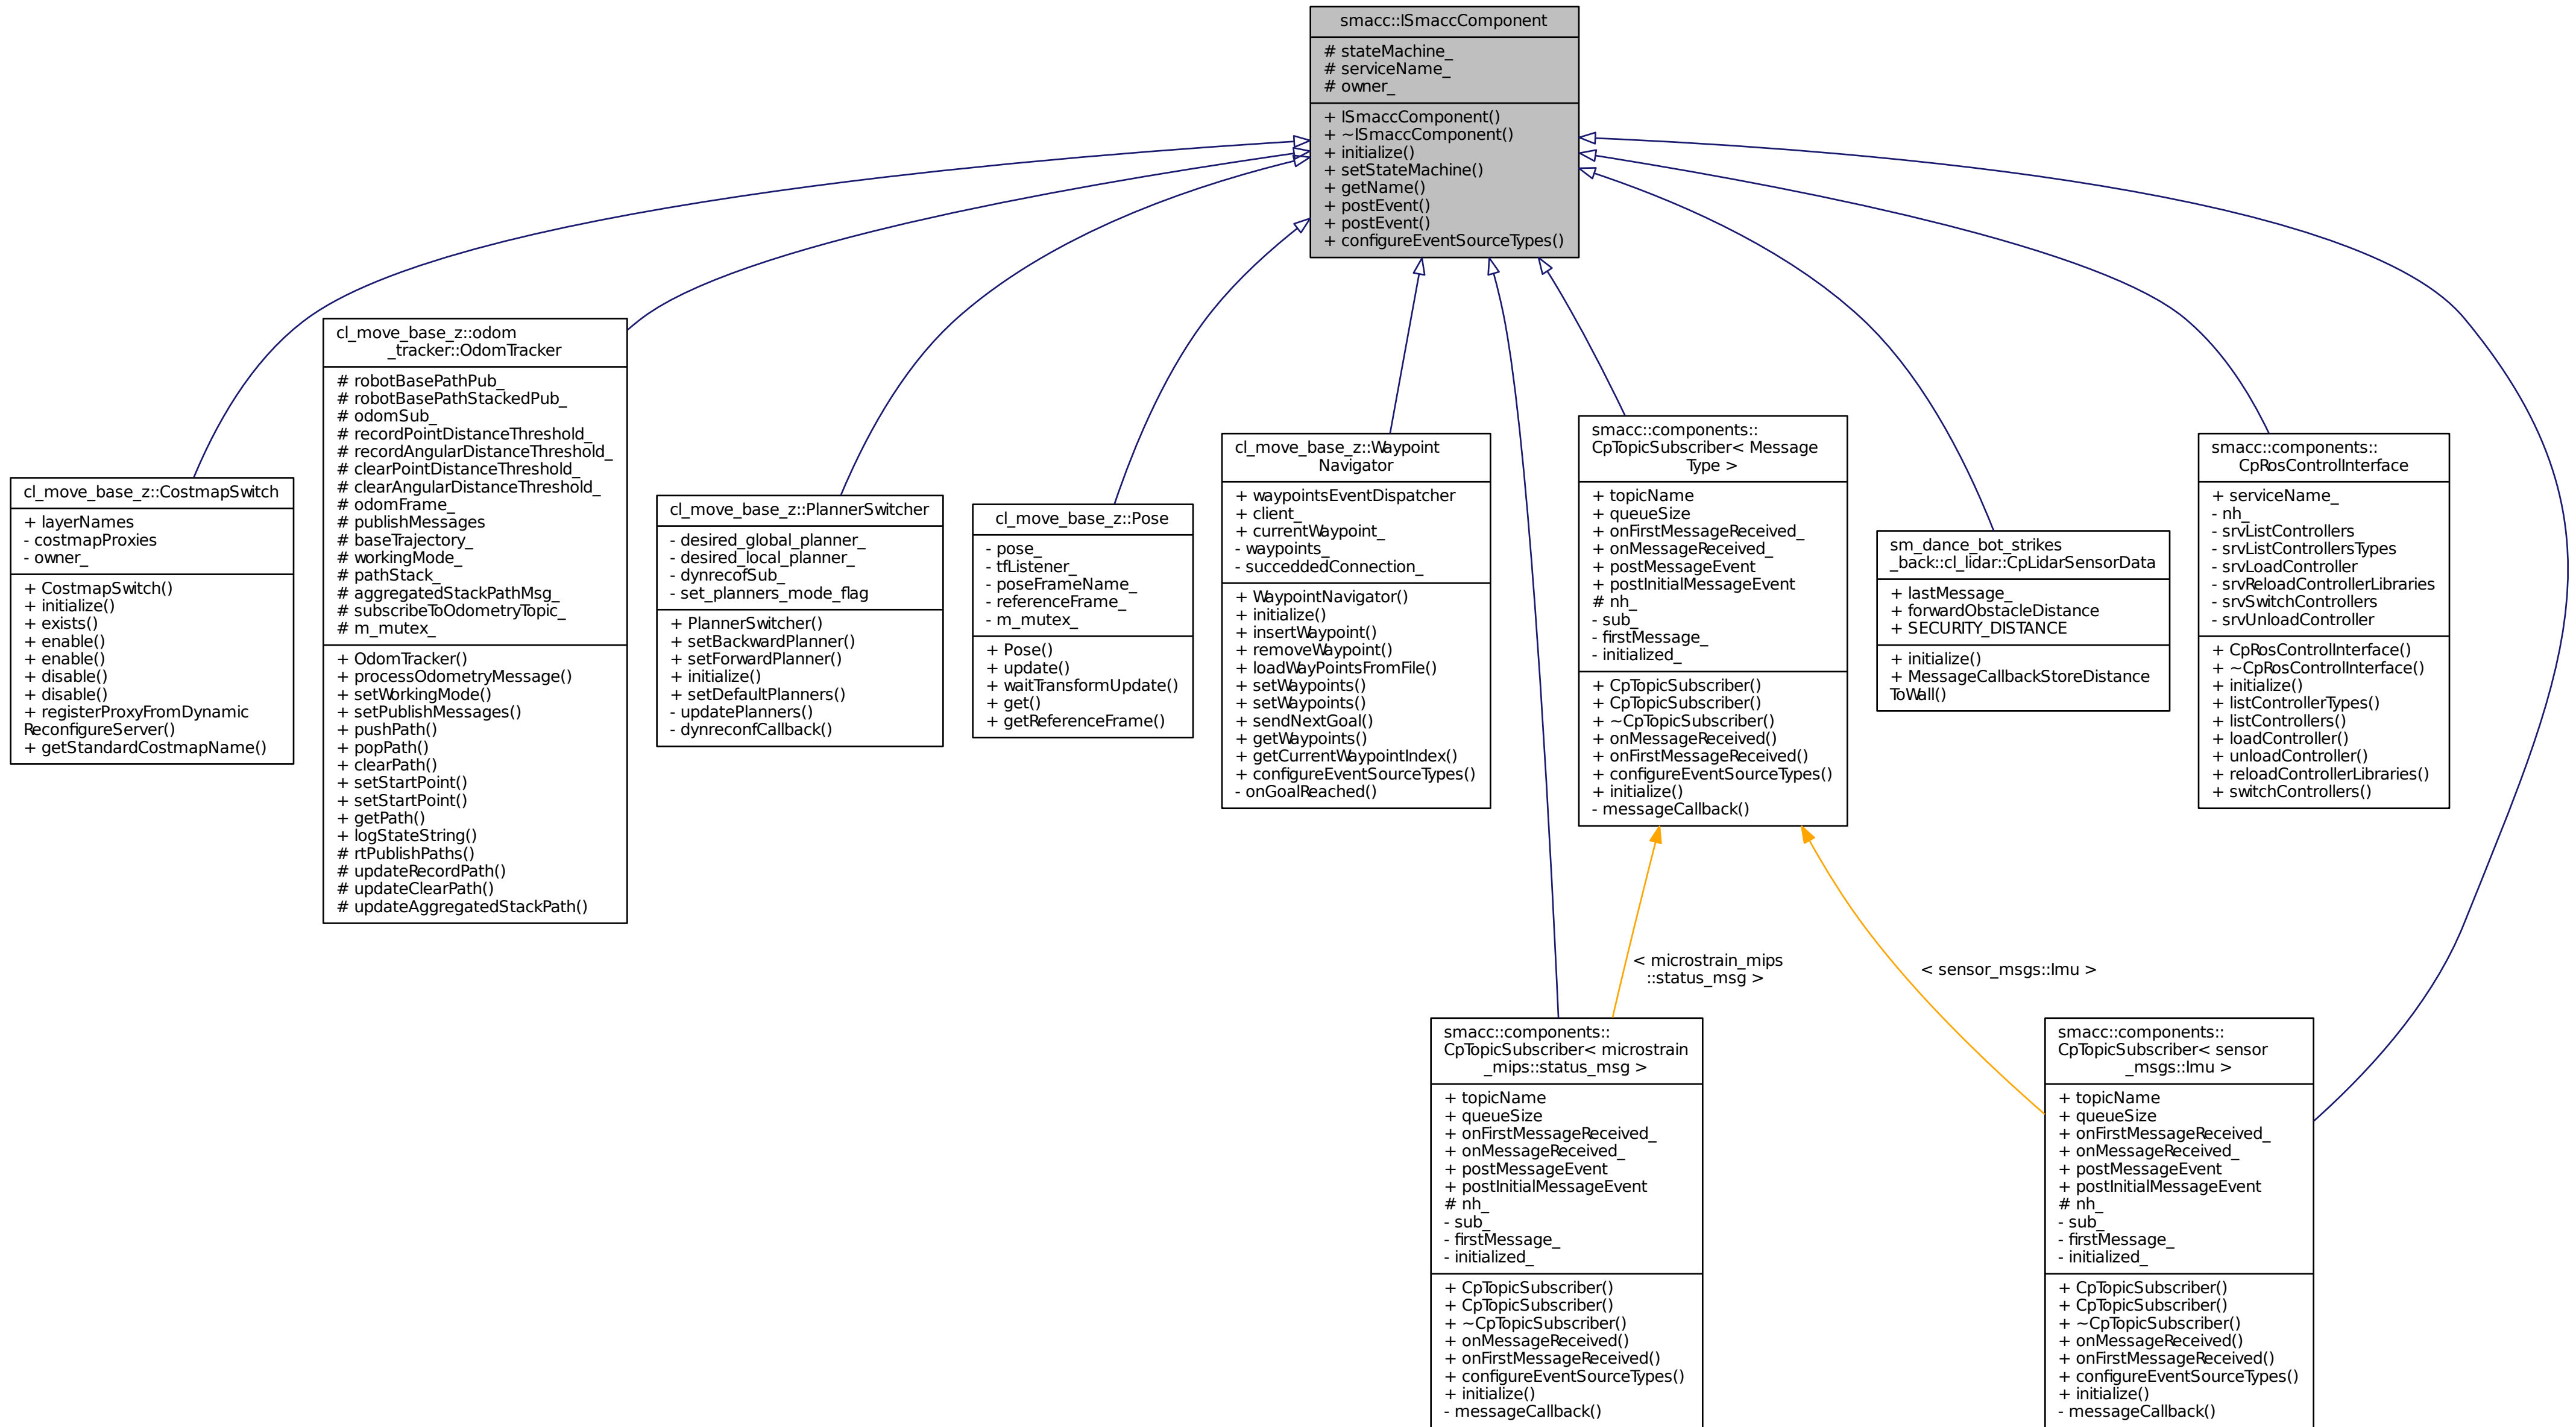 smacc::ISmaccComponent
# stateMachine_
# serviceName_
# owner_
+ ISmaccComponent()
+ ~ISmaccComponent()
+ initialize()
+ setStateMachine()
+ getName()
+ postEvent()
+ postEvent()
+ configureEventSourceTypes()
cl_move_base_z::CostmapSwitch
+ layerNames
- costmapProxies
- owner_
+ CostmapSwitch()
+ initialize()
+ exists()
+ enable()
+ enable()
+ disable()
+ disable()
+ registerProxyFromDynamic
ReconfigureServer()
+ getStandardCostmapName()
cl_move_base_z::odom
_tracker::OdomTracker
# robotBasePathPub_
# robotBasePathStackedPub_
# odomSub_
# recordPointDistanceThreshold_
# recordAngularDistanceThreshold_
# clearPointDistanceThreshold_
# clearAngularDistanceThreshold_
# odomFrame_
# publishMessages
# baseTrajectory_
# workingMode_
# pathStack_
# aggregatedStackPathMsg_
# subscribeToOdometryTopic_
# m_mutex_
+ OdomTracker()
+ processOdometryMessage()
+ setWorkingMode()
+ setPublishMessages()
+ pushPath()
+ popPath()
+ clearPath()
+ setStartPoint()
+ setStartPoint()
+ getPath()
+ logStateString()
# rtPublishPaths()
# updateRecordPath()
# updateClearPath()
# updateAggregatedStackPath()
cl_move_base_z::PlannerSwitcher
- desired_global_planner_
- desired_local_planner_
- dynrecofSub_
- set_planners_mode_flag
+ PlannerSwitcher()
+ setBackwardPlanner()
+ setForwardPlanner()
+ initialize()
+ setDefaultPlanners()
- updatePlanners()
- dynreconfCallback()
cl_move_base_z::Pose
- pose_
- tfListener_
- poseFrameName_
- referenceFrame_
- m_mutex_
+ Pose()
+ update()
+ waitTransformUpdate()
+ get()
+ getReferenceFrame()
cl_move_base_z::Waypoint
Navigator
+ waypointsEventDispatcher
+ client_
+ currentWaypoint_
- waypoints_
- succeddedConnection_
+ WaypointNavigator()
+ initialize()
+ insertWaypoint()
+ removeWaypoint()
+ loadWayPointsFromFile()
+ setWaypoints()
+ setWaypoints()
+ sendNextGoal()
+ getWaypoints()
+ getCurrentWaypointIndex()
+ configureEventSourceTypes()
- onGoalReached()
smacc::components::
CpTopicSubscriber< Message
Type >
+ topicName
+ queueSize
+ onFirstMessageReceived_
+ onMessageReceived_
+ postMessageEvent
+ postInitialMessageEvent
# nh_
- sub_
- firstMessage_
- initialized_
+ CpTopicSubscriber()
+ CpTopicSubscriber()
+ ~CpTopicSubscriber()
+ onMessageReceived()
+ onFirstMessageReceived()
+ configureEventSourceTypes()
+ initialize()
- messageCallback()
sm_dance_bot_strikes
_back::cl_lidar::CpLidarSensorData
+ lastMessage_
+ forwardObstacleDistance
+ SECURITY_DISTANCE
+ initialize()
+ MessageCallbackStoreDistance
ToWall()
smacc::components::
CpRosControlInterface
+ serviceName_
- nh_
- srvListControllers
- srvListControllersTypes
- srvLoadController
- srvReloadControllerLibraries
- srvSwitchControllers
- srvUnloadController
+ CpRosControlInterface()
+ ~CpRosControlInterface()
+ initialize()
+ listControllerTypes()
+ listControllers()
+ loadController()
+ unloadController()
+ reloadControllerLibraries()
+ switchControllers()
< microstrain_mips
::status_msg >
< sensor_msgs::Imu >
smacc::components::
CpTopicSubscriber< microstrain
_mips::status_msg >
+ topicName
+ queueSize
+ onFirstMessageReceived_
+ onMessageReceived_
+ postMessageEvent
+ postInitialMessageEvent
# nh_
- sub_
- firstMessage_
- initialized_
+ CpTopicSubscriber()
+ CpTopicSubscriber()
+ ~CpTopicSubscriber()
+ onMessageReceived()
+ onFirstMessageReceived()
+ configureEventSourceTypes()
+ initialize()
- messageCallback()
smacc::components::
CpTopicSubscriber< sensor
_msgs::Imu >
+ topicName
+ queueSize
+ onFirstMessageReceived_
+ onMessageReceived_
+ postMessageEvent
+ postInitialMessageEvent
# nh_
- sub_
- firstMessage_
- initialized_
+ CpTopicSubscriber()
+ CpTopicSubscriber()
+ ~CpTopicSubscriber()
+ onMessageReceived()
+ onFirstMessageReceived()
+ configureEventSourceTypes()
+ initialize()
- messageCallback()